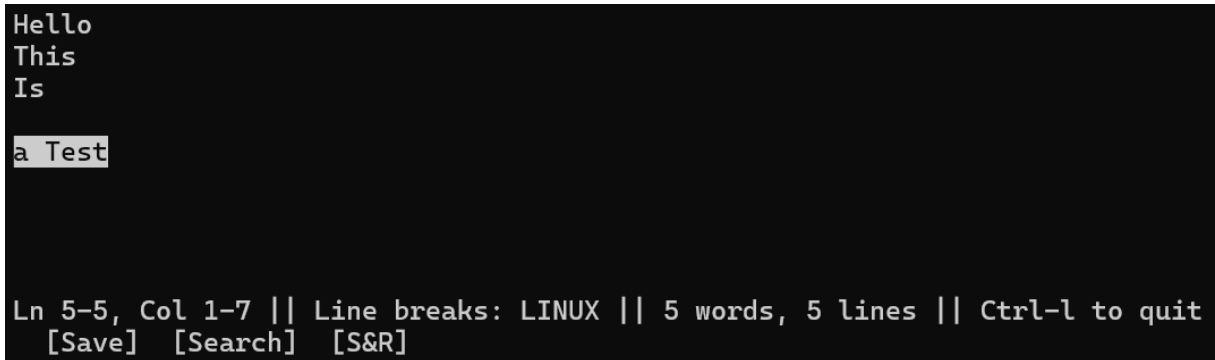 Hello
This
Is
a Test
Ln 5-5, Col 1-7 || Line breaks: LINUX || 5 words, 5 lines || Ctrl-l to quit
[Save] [Search] [S&R]